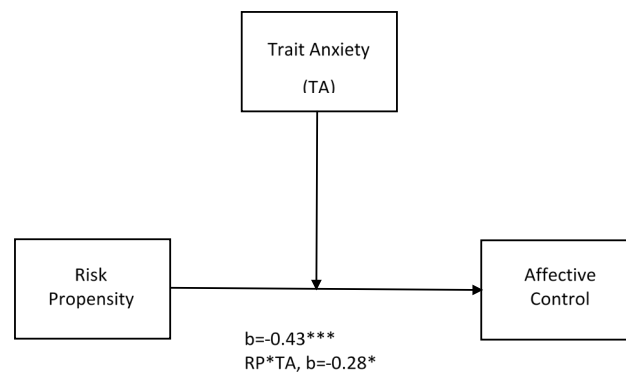 Trait Anxiety
(TA)
Risk
Propensity
Affective
Control
b=-0.43***
RP*TA, b=-0.28*